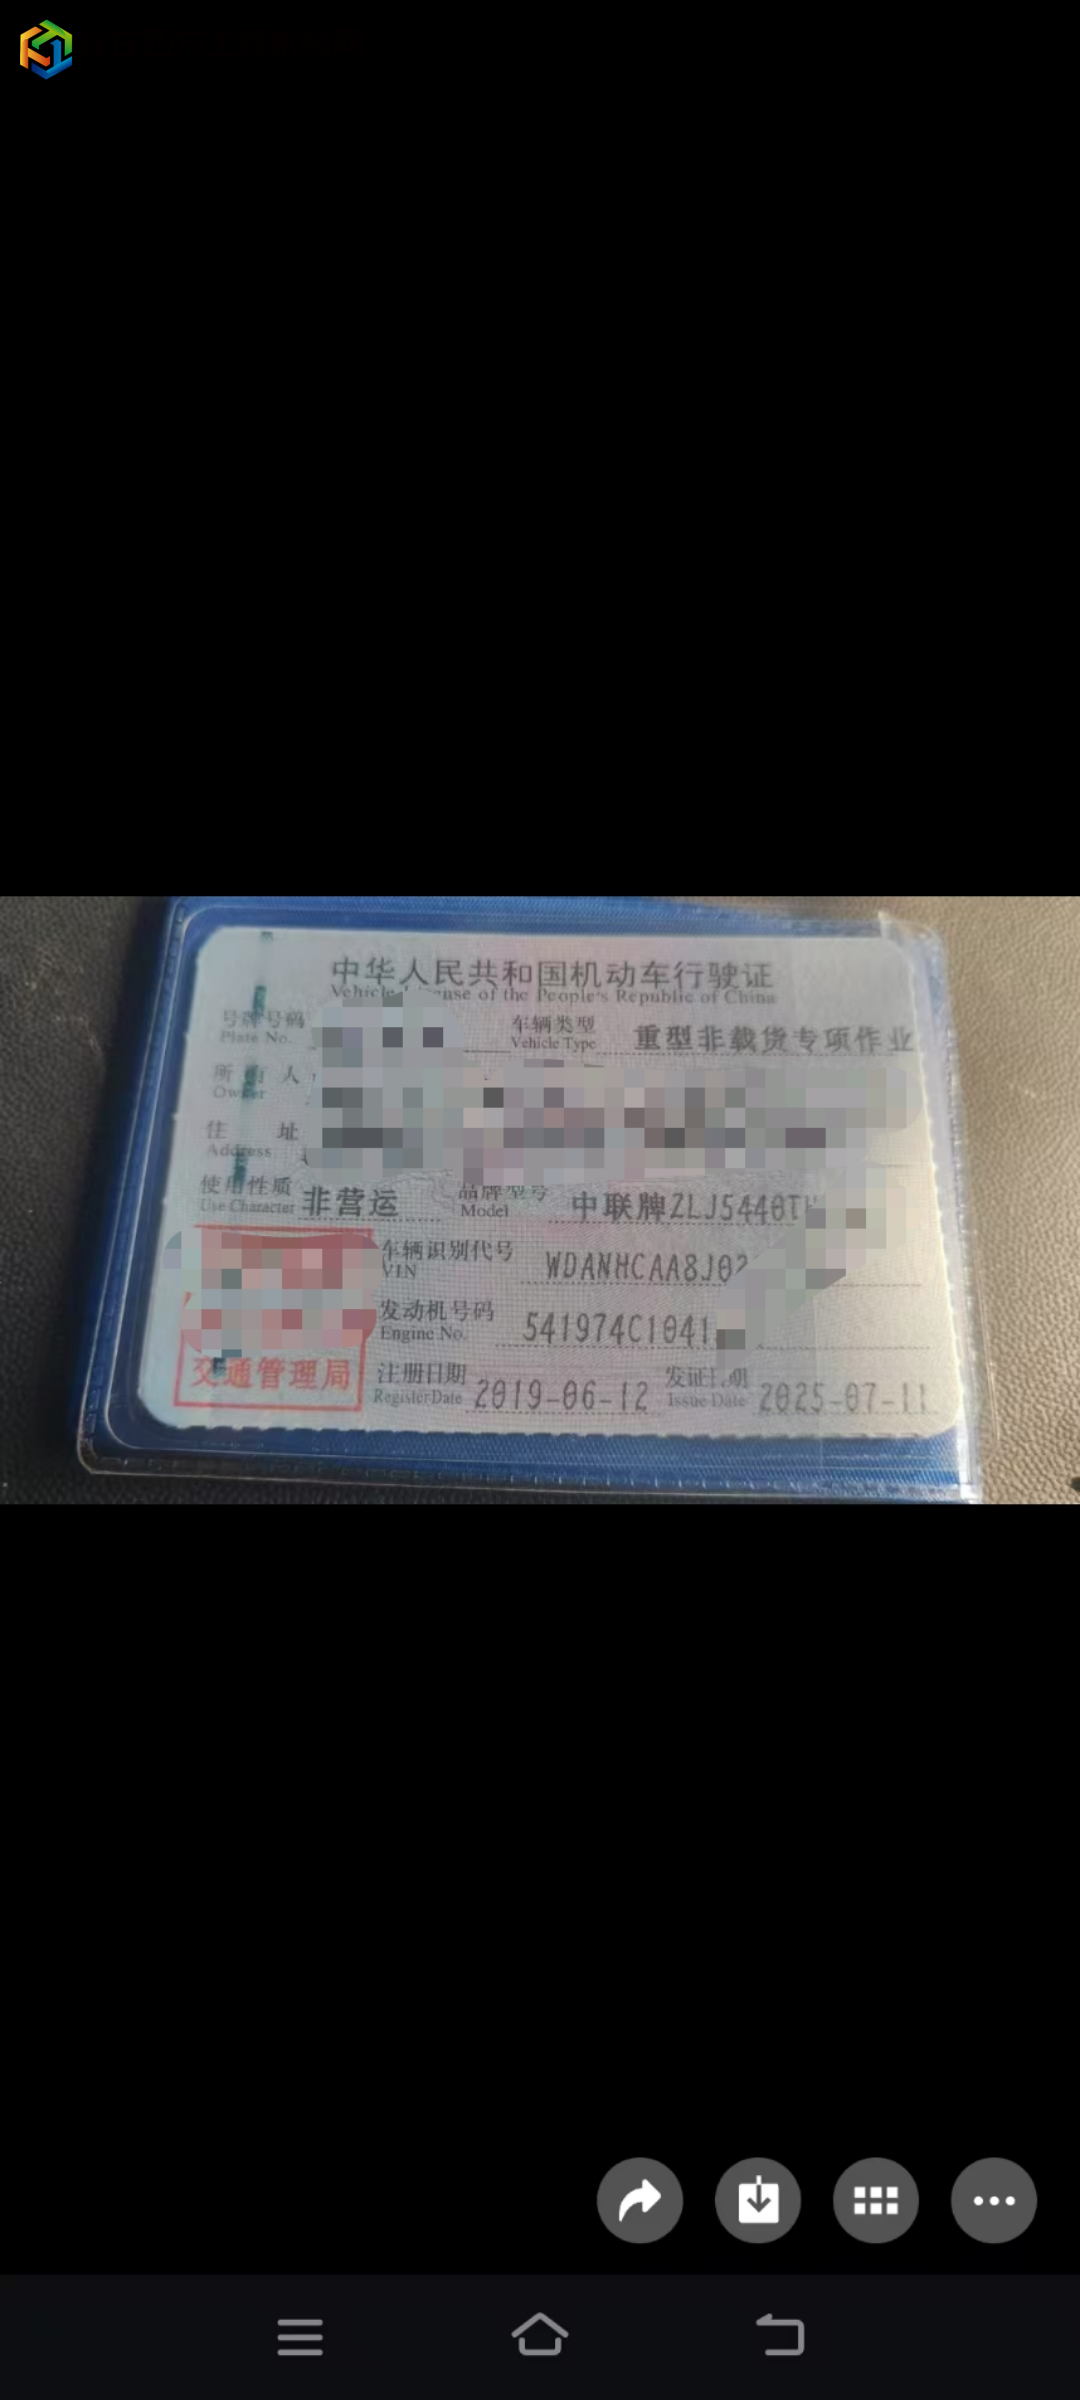 中华人民共和国机动车行驶证
Vehicle License of the People's Republic of China
号牌号码
Plate No.
车辆类型
Vehicle Type
重型非载货专项作业
所有人
Owner
住址
Address
使用性质
Use Character
非营运
品牌型号
Model
中联牌ZLJ5440T
车辆识别代号
VIN
WDANHCAA8J02
发动机号码
Engine No.
541974C1041
交通管理局
注册日期
Register Date
2019-06-12
发证日期
Issue Date
2025-07-11